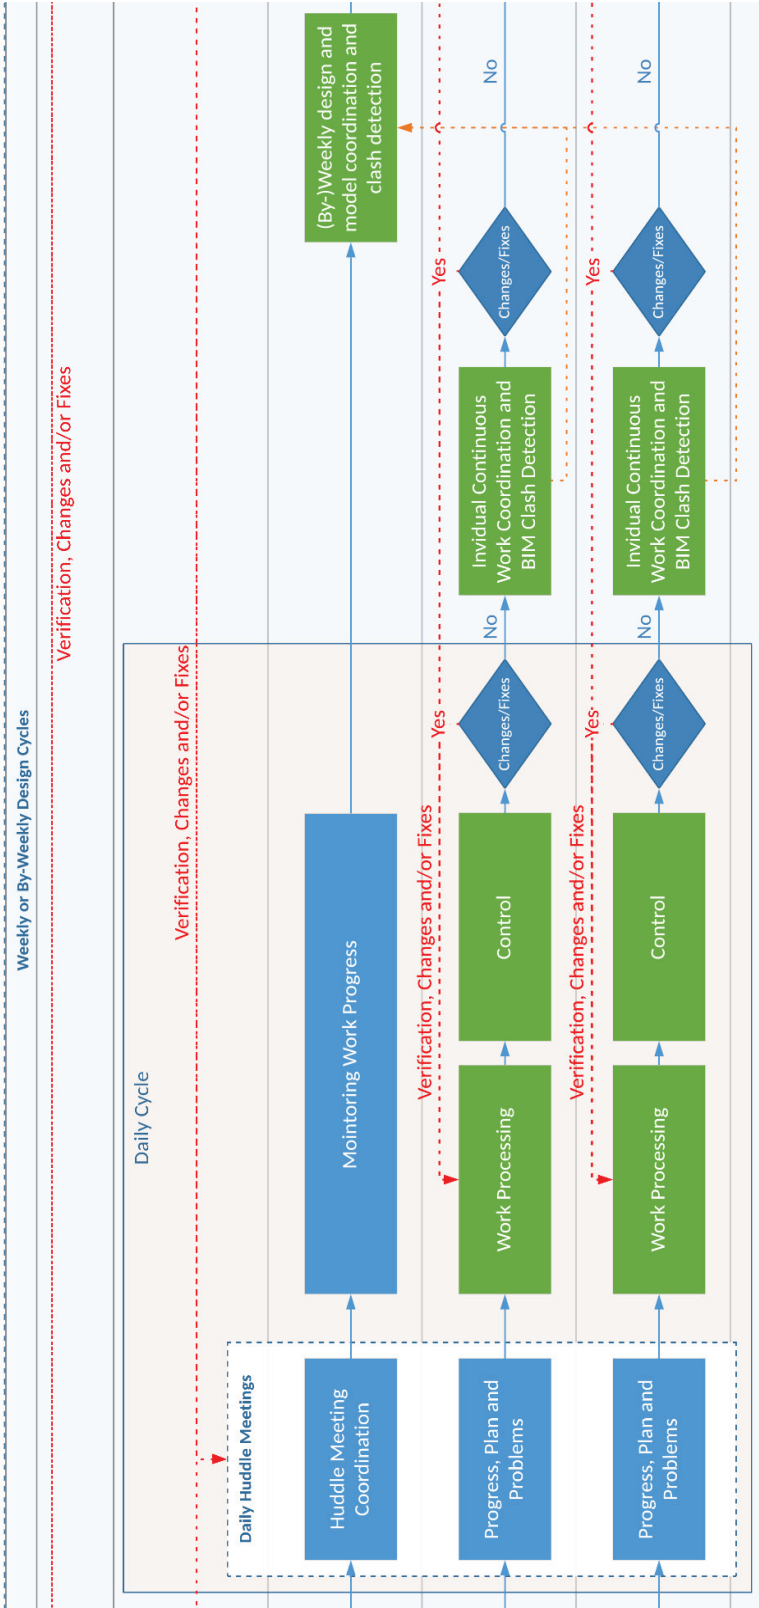 Weekly or By-Weekly Design Cycles
Verification, Changes and/or Fixes
Daily Cycle
Verification, Changes and/or Fixes
Daily Huddle Meetings
Huddle Meeting
Coordination
Mointoring Work Progress
(By-)Weekly design and
model coordination and
clash detection
Verification, Changes and/or Fixes
Yes
Yes
Progress, Plan and
Problems
Work Processing
Control
Changes/Fixes
No
Invidual Continuous
Work Coordination and
BIM Clash Detection
Changes/Fixes
No
Verification, Changes and/or Fixes
Yes
Yes
Progress, Plan and
Problems
Work Processing
Control
Changes/Fixes
No
Invidual Continuous
Work Coordination and
BIM Clash Detection
Changes/Fixes
No